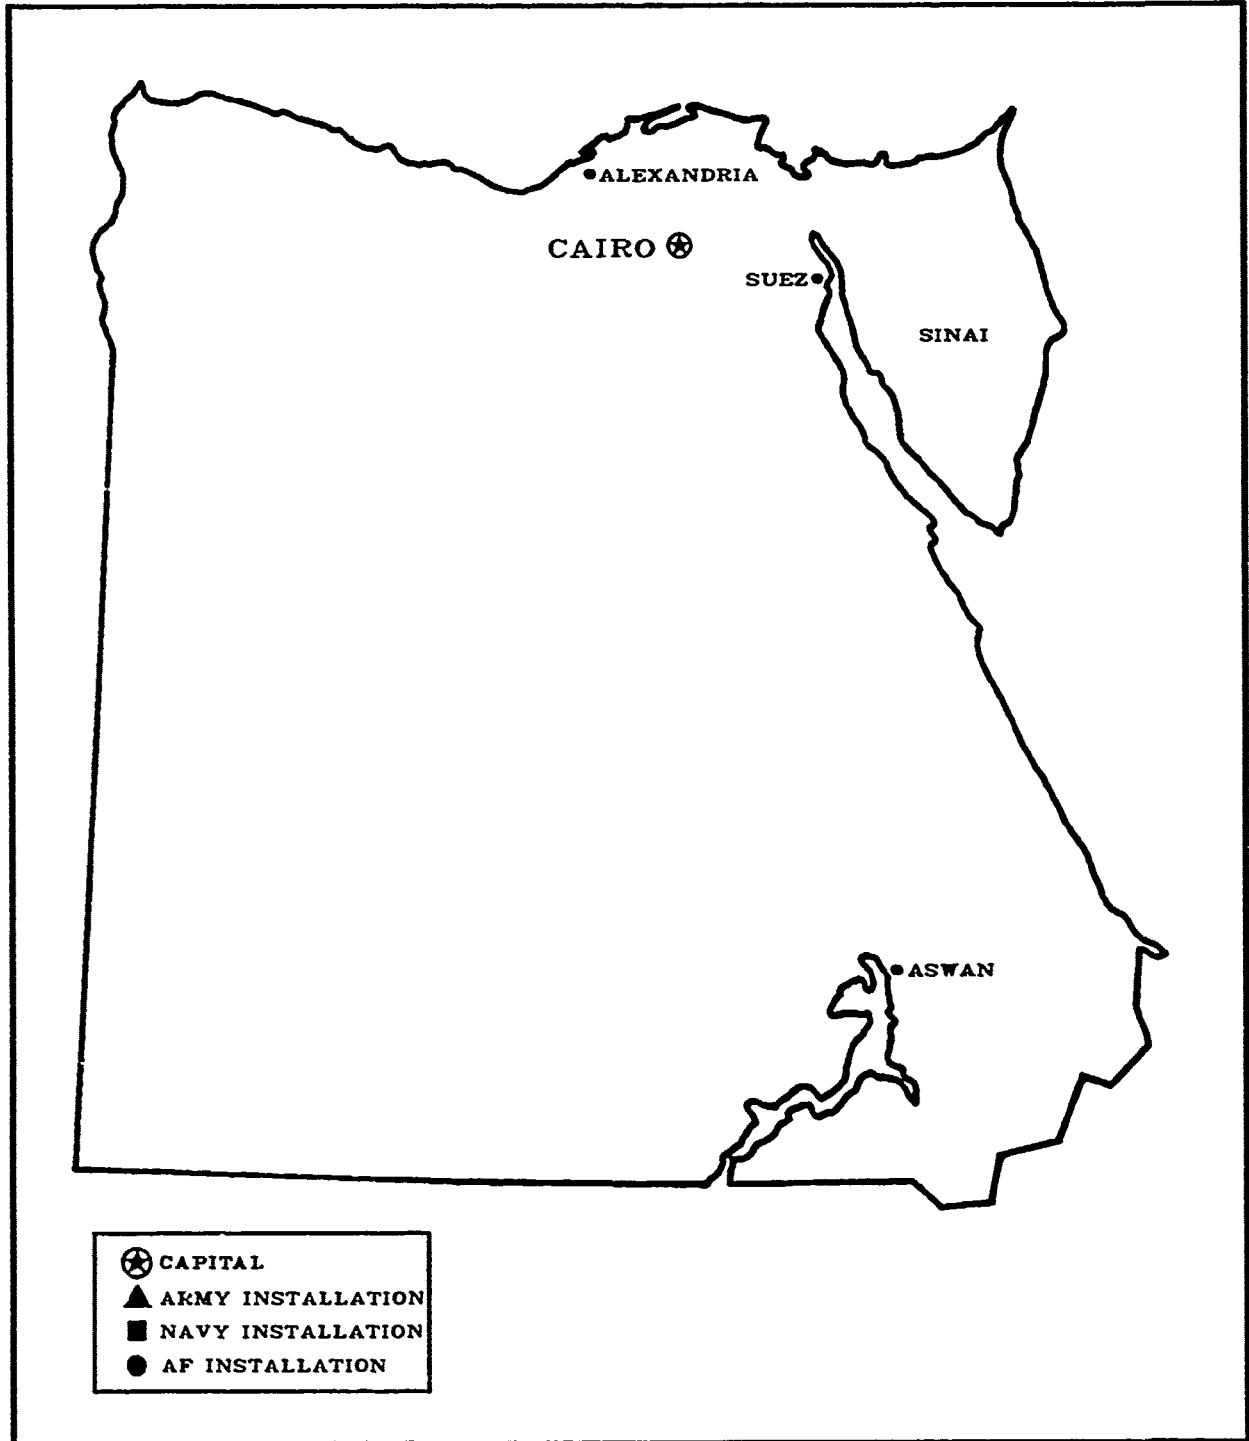 ALEXANDRIA
CAIRO
SUEZ
SINAI
ASWAN
CAPITAL
ARMY INSTALLATION
NAVY INSTALLATION
AF INSTALLATION